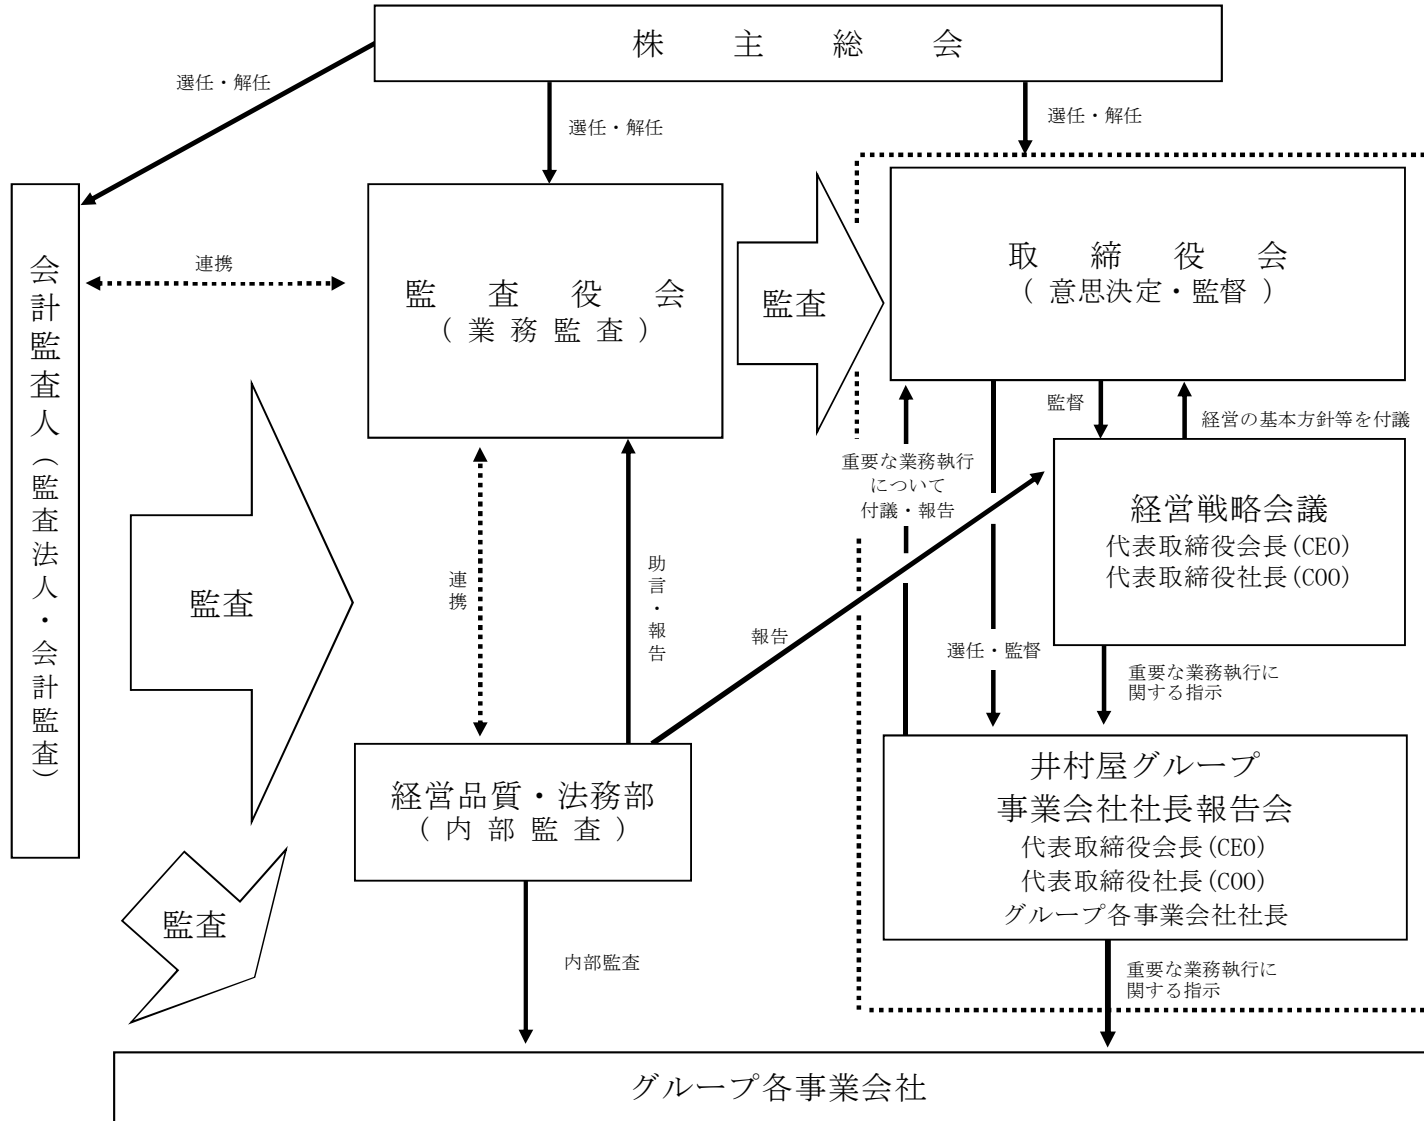 株主総会
選任・解任
選任・解任
選任・解任
会計監査人(監査法人・会計監査)
連携
監査役会
(業務監査)
監査
取締役会
(意思決定・監督)
監督
経営の基本方針等を付議
重要な業務執行
について
付議・報告
経営戦略会議
代表取締役会長(CEO)
代表取締役社長(COO)
監査
連携
助言・報告
報告
選任・監督
重要な業務執行に
関する指示
経営品質・法務部
(内部監査)
井村屋グループ
事業会社社長報告会
代表取締役会長(CEO)
代表取締役社長(COO)
グループ各事業会社社長
監査
内部監査
重要な業務執行に
関する指示
グループ各事業会社